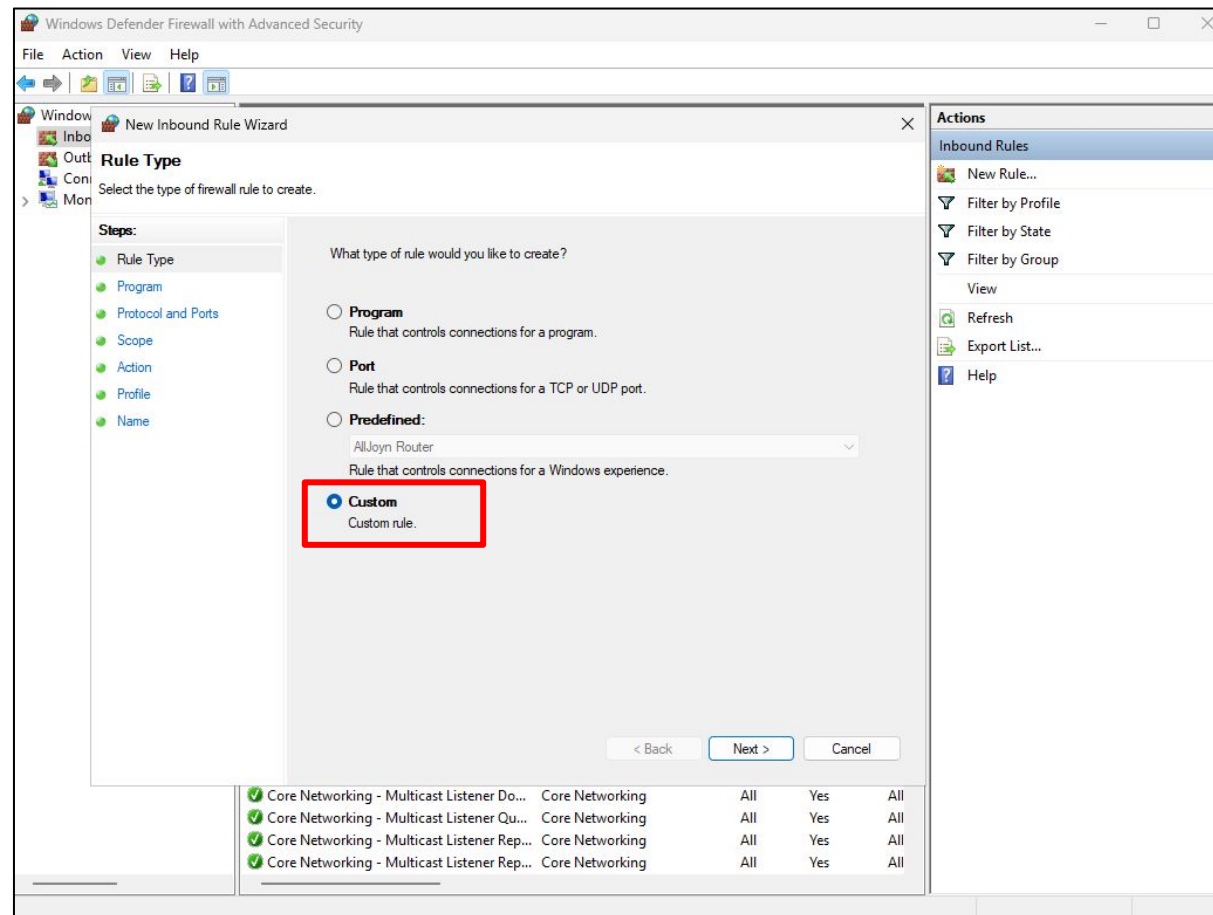 Windows Defender Firewall with Advanced Security
File Action View Help
Window
Inbo
Outb
Con
Mon
New Inbound Rule Wizard
Rule Type
Select the type of firewall rule to create.
Steps:
Rule Type
Program
Protocol and Ports
Scope
Action
Profile
Name
What type of rule would you like to create?
Program
Rule that controls connections for a program.
Port
Rule that controls connections for a TCP or UDP port.
Predefined:
AllJoyn Router
Rule that controls connections for a Windows experience.
Custom
Custom rule.
< Back Next > Cancel
Core Networking - Multicast Listener Do... Core Networking All Yes All
Core Networking - Multicast Listener Qu... Core Networking All Yes All
Core Networking - Multicast Listener Rep... Core Networking All Yes All
Core Networking - Multicast Listener Rep... Core Networking All Yes All
Actions
Inbound Rules
New Rule...
Filter by Profile
Filter by State
Filter by Group
View
Refresh
Export List...
Help